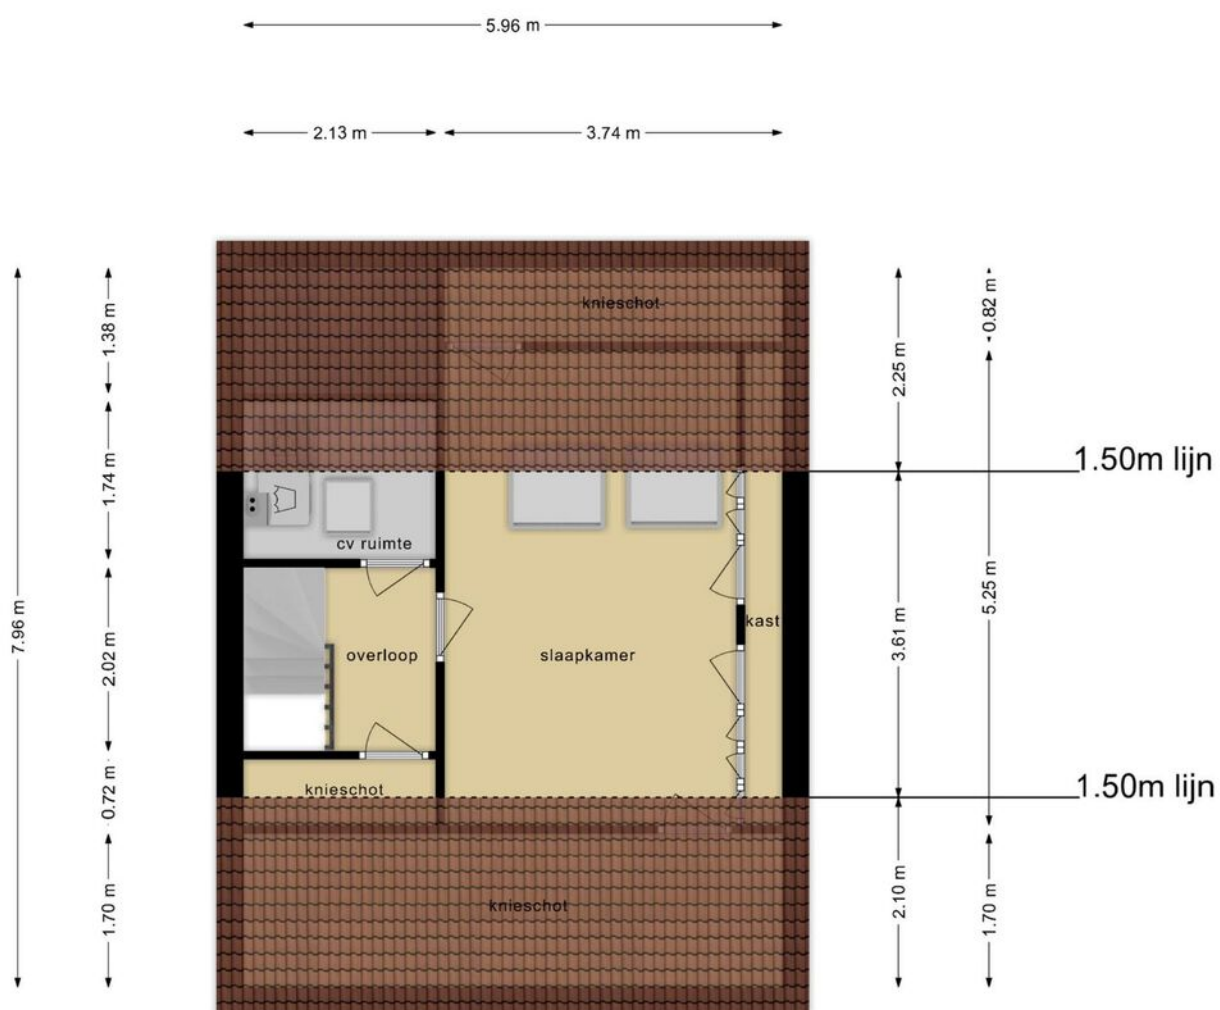 5.96 m
2.13 m
3.74 m
knieschot
1.38 m
2.25 m
0.82 m
1.50m lijn
1.74 m
cv ruimte
7.96 m
2.02 m
overloop
slaapkamer
kast
3.61 m
5.25 m
0.72 m
knieschot
1.50m lijn
1.70 m
knieschot
2.10 m
1.70 m